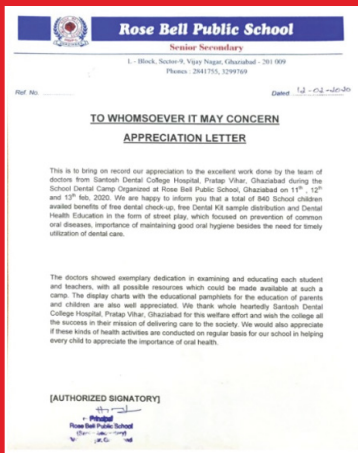 Rose Bell Public School
Senior Secondary
L - Block, Sector-9, Vijay Nagar, Ghaziabad - 201 009
Phones : 2841755, 3299769
Ref. No.
Dated 12-02-2020
TO WHOMSOEVER IT MAY CONCERN
APPRECIATION LETTER
This is to bring on record our appreciation to the excellent work done by the team of
doctors from Santosh Dental College Hospital, Pratap Vihar, Ghaziabad during the
School Dental Camp Organized at Rose Bell Public School, Ghaziabad on 11th , 12th
and 13th feb, 2020. We are happy to inform you that a total of 840 School children
availed benefits of free dental check-up, free Dental Kit sample distribution and Dental
Health Education in the form of street play, which focused on prevention of common
oral diseases, importance of maintaining good oral hygiene besides the need for timely
utilization of dental care.
The doctors showed exemplary dedication in examining and educating each student
and teachers, with all possible resources which could be made available at such a
camp. The display charts with the educational pamphlets for the education of parents
and children are also well appreciated. We thank whole heartedly Santosh Dental
College Hospital, Pratap Vihar, Ghaziabad for this welfare effort and wish the college all
the success in their mission of delivering care to the society. We would also appreciate
if these kinds of health activities are conducted on regular basis for our school in helping
every child to appreciate the importance of oral health.
[AUTHORIZED SIGNATORY]
Principal
Rose Bell Public School